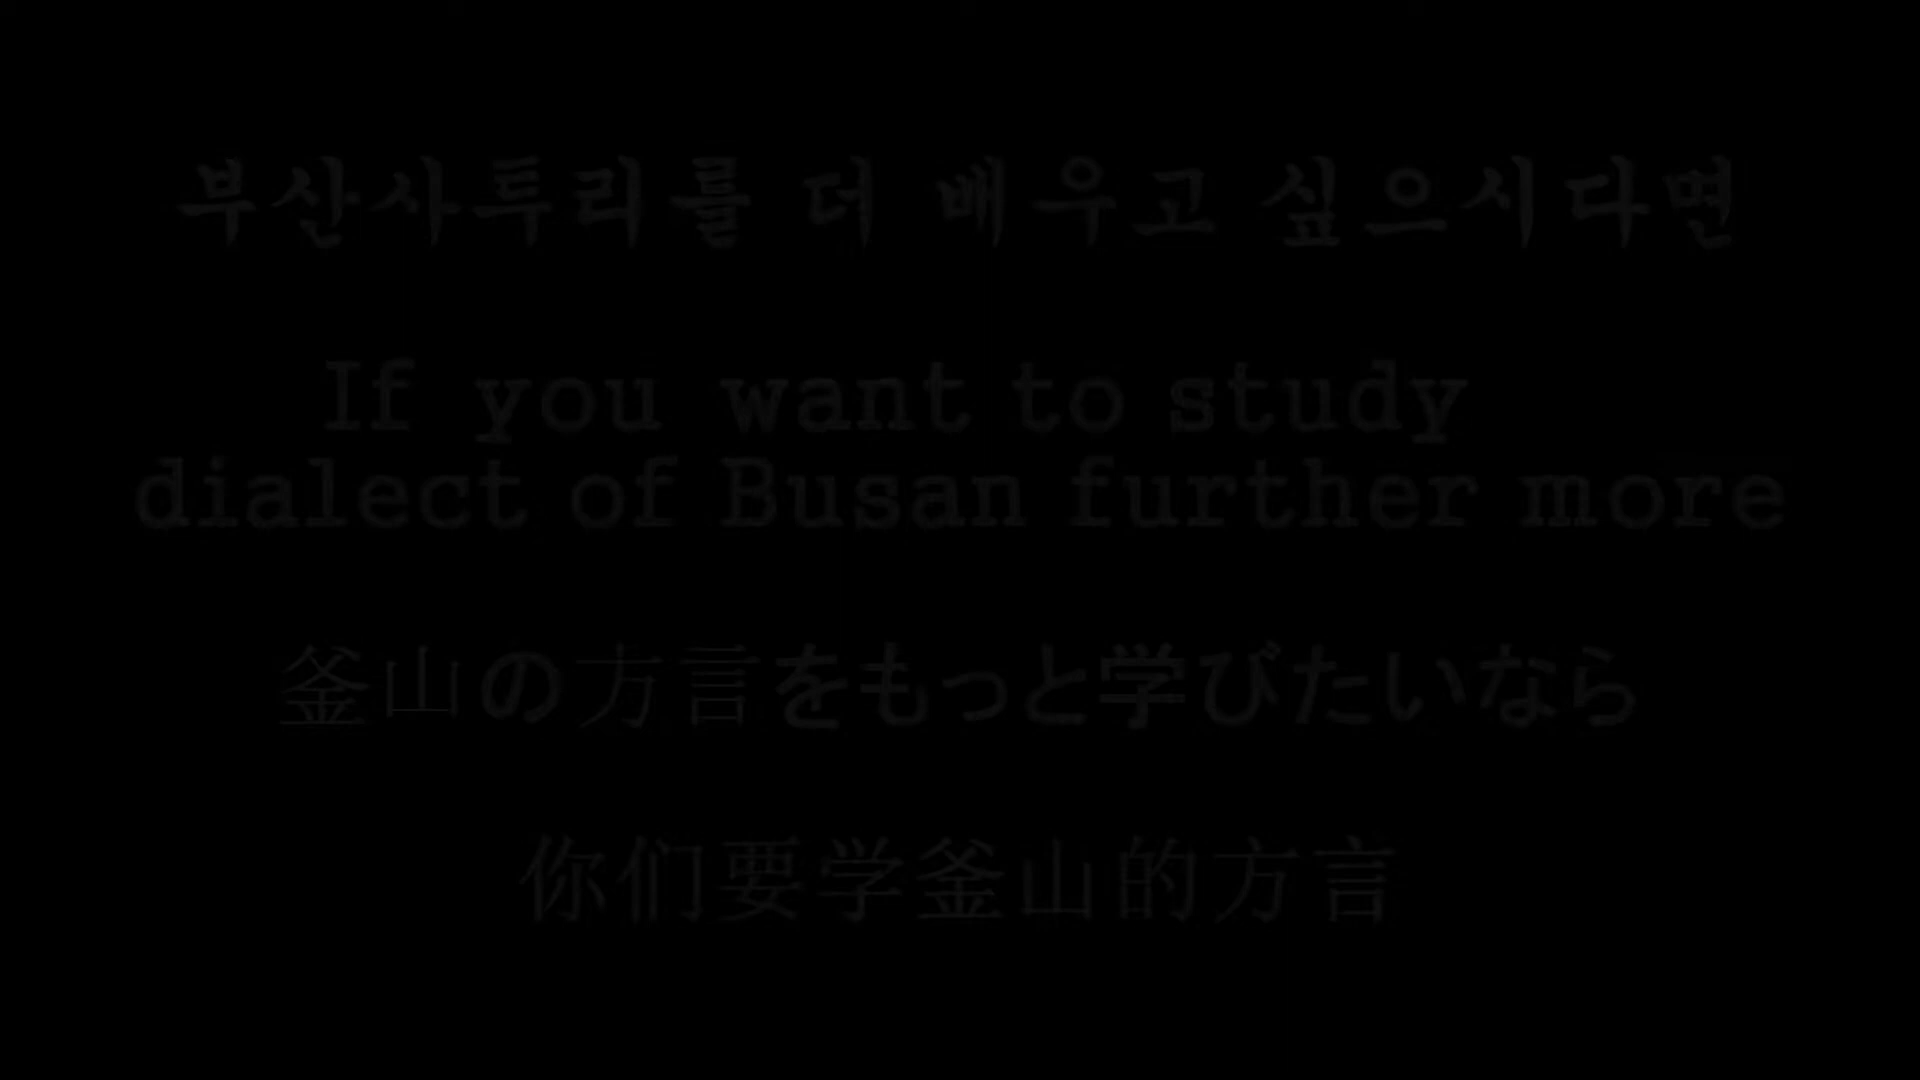 부산사투리를 더 배우고 싶으시다면
If you want to study
dialect of Busan further more
釜山の方言をもっと学びたいなら
你们要学釜山的方言